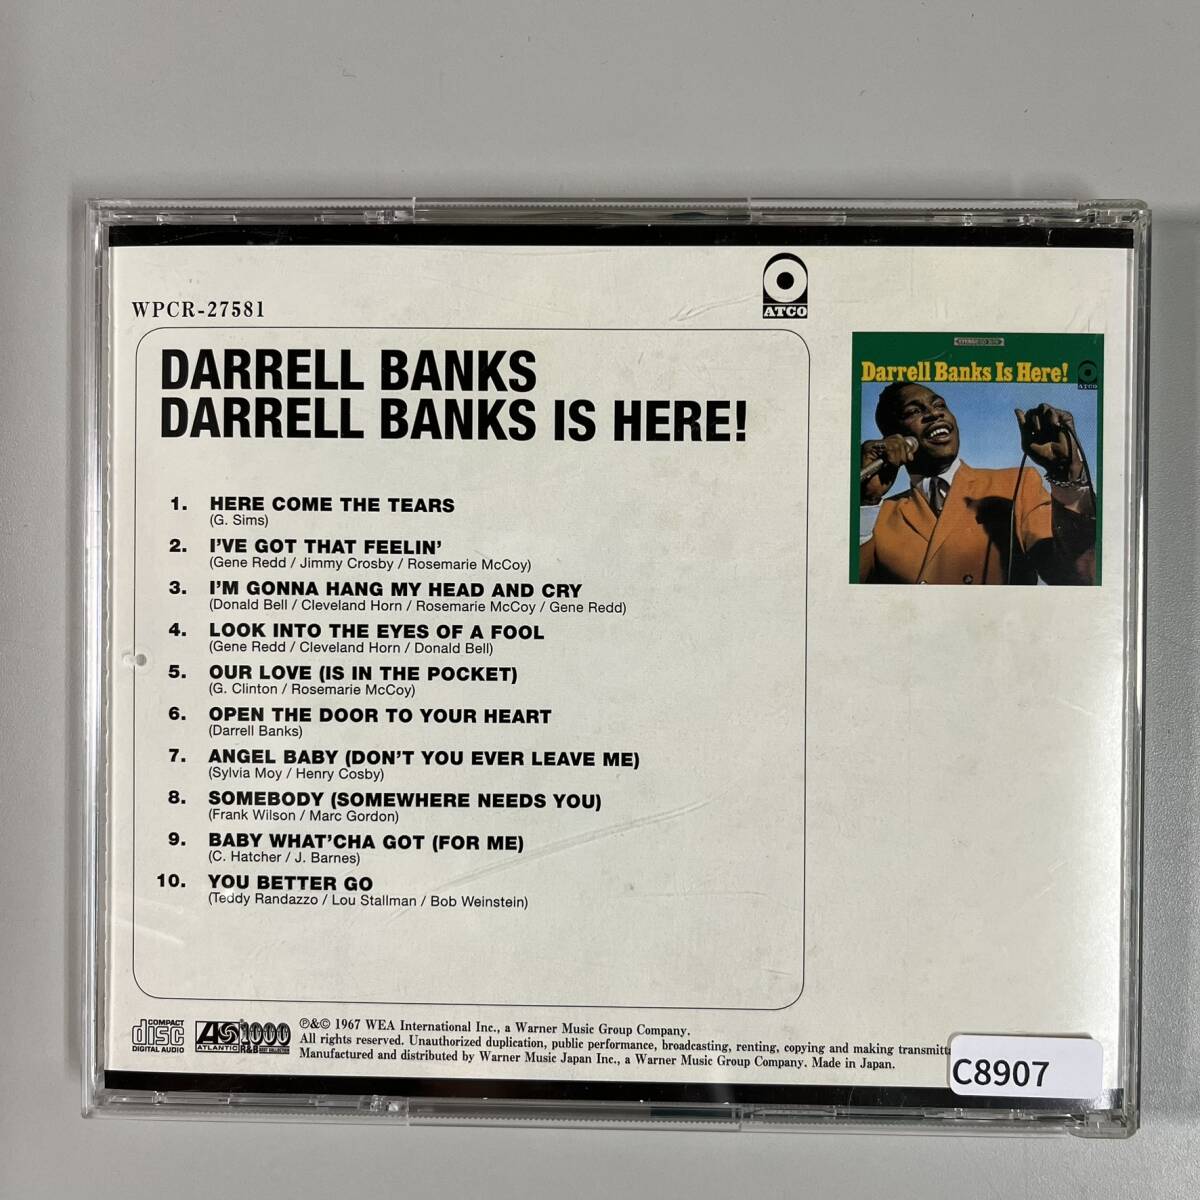 WPCR-27581
ATCO
DARRELL BANKS
DARRELL BANKS IS HERE!
Darrell Banks Is Here!
ATCO
1. HERE COME THE TEARS
(G. Sims)
2. I'VE GOT THAT FEELIN'
(Gene Redd / Jimmy Crosby / Rosemarie McCoy)
3. I'M GONNA HANG MY HEAD AND CRY
(Donald Bell / Cleveland Horn / Rosemarie McCoy / Gene Redd)
4. LOOK INTO THE EYES OF A FOOL
(Gene Redd / Cleveland Horn / Donald Bell)
5. OUR LOVE (IS IN THE POCKET)
(G. Clinton / Rosemarie McCoy)
6. OPEN THE DOOR TO YOUR HEART
(Darrell Banks)
7. ANGEL BABY (DON'T YOU EVER LEAVE ME)
(Sylvia Moy / Henry Cosby)
8. SOMEBODY (SOMEWHERE NEEDS YOU)
(Frank Wilson / Marc Gordon)
9. BABY WHAT'CHA GOT (FOR ME)
(C. Hatcher / J. Barnes)
10. YOU BETTER GO
(Teddy Randazzo / Lou Stallman / Bob Weinstein)
COMPACT
disc
DIGITAL AUDIO
ATLANTIC
1000
R&B BEST COLLECTION
℗&© 1967 WEA International Inc., a Warner Music Group Company.
All rights reserved. Unauthorized duplication, public performance, broadcasting, renting, copying and making transmitta
Manufactured and distributed by Warner Music Japan Inc., a Warner Music Group Company. Made in Japan.
C8907